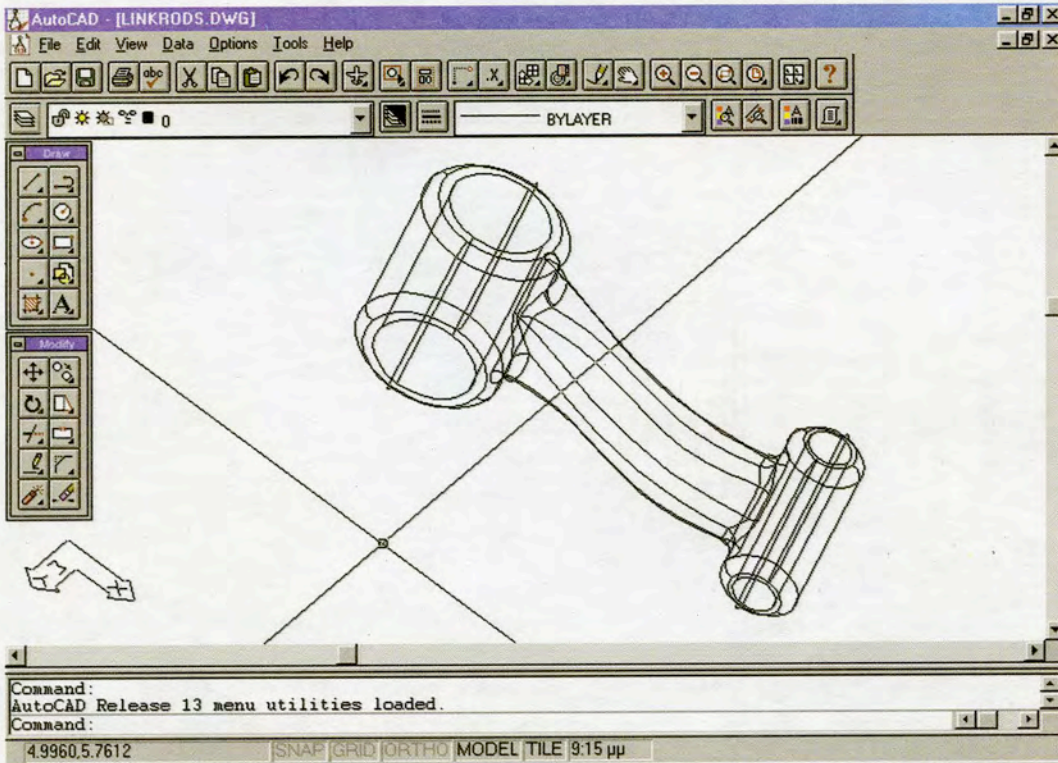 AutoCAD - [LINKRODS.DWG]
File Edit View Data Options Tools Help
abc .X ?
0 BYLAYER
Draw
A
Modify
Command:
AutoCAD Release 13 menu utilities loaded.
Command:
4.9960,5.7612 SNAP GRID ORTHO MODEL TILE 9:15 μμ